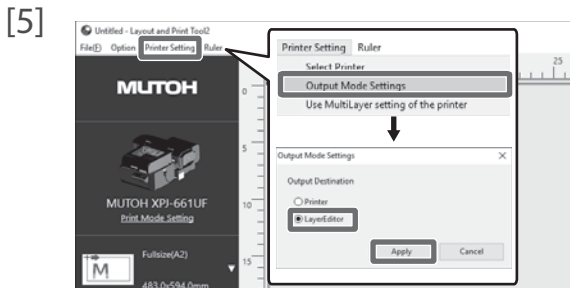 [5]
Untitled - Layout and Print Tool2
File(F) Option Printer Setting Ruler
MUTOH
MUTOH XPJ-661UF
Print Mode Setting
Fullsize(A2)
M
483.0x594.0mm
0
5
10
15
25
Printer Setting Ruler
Select Printer
Output Mode Settings
Use MultiLayer setting of the printer
Output Mode Settings
Output Destination
Printer
LayerEditor
Apply Cancel